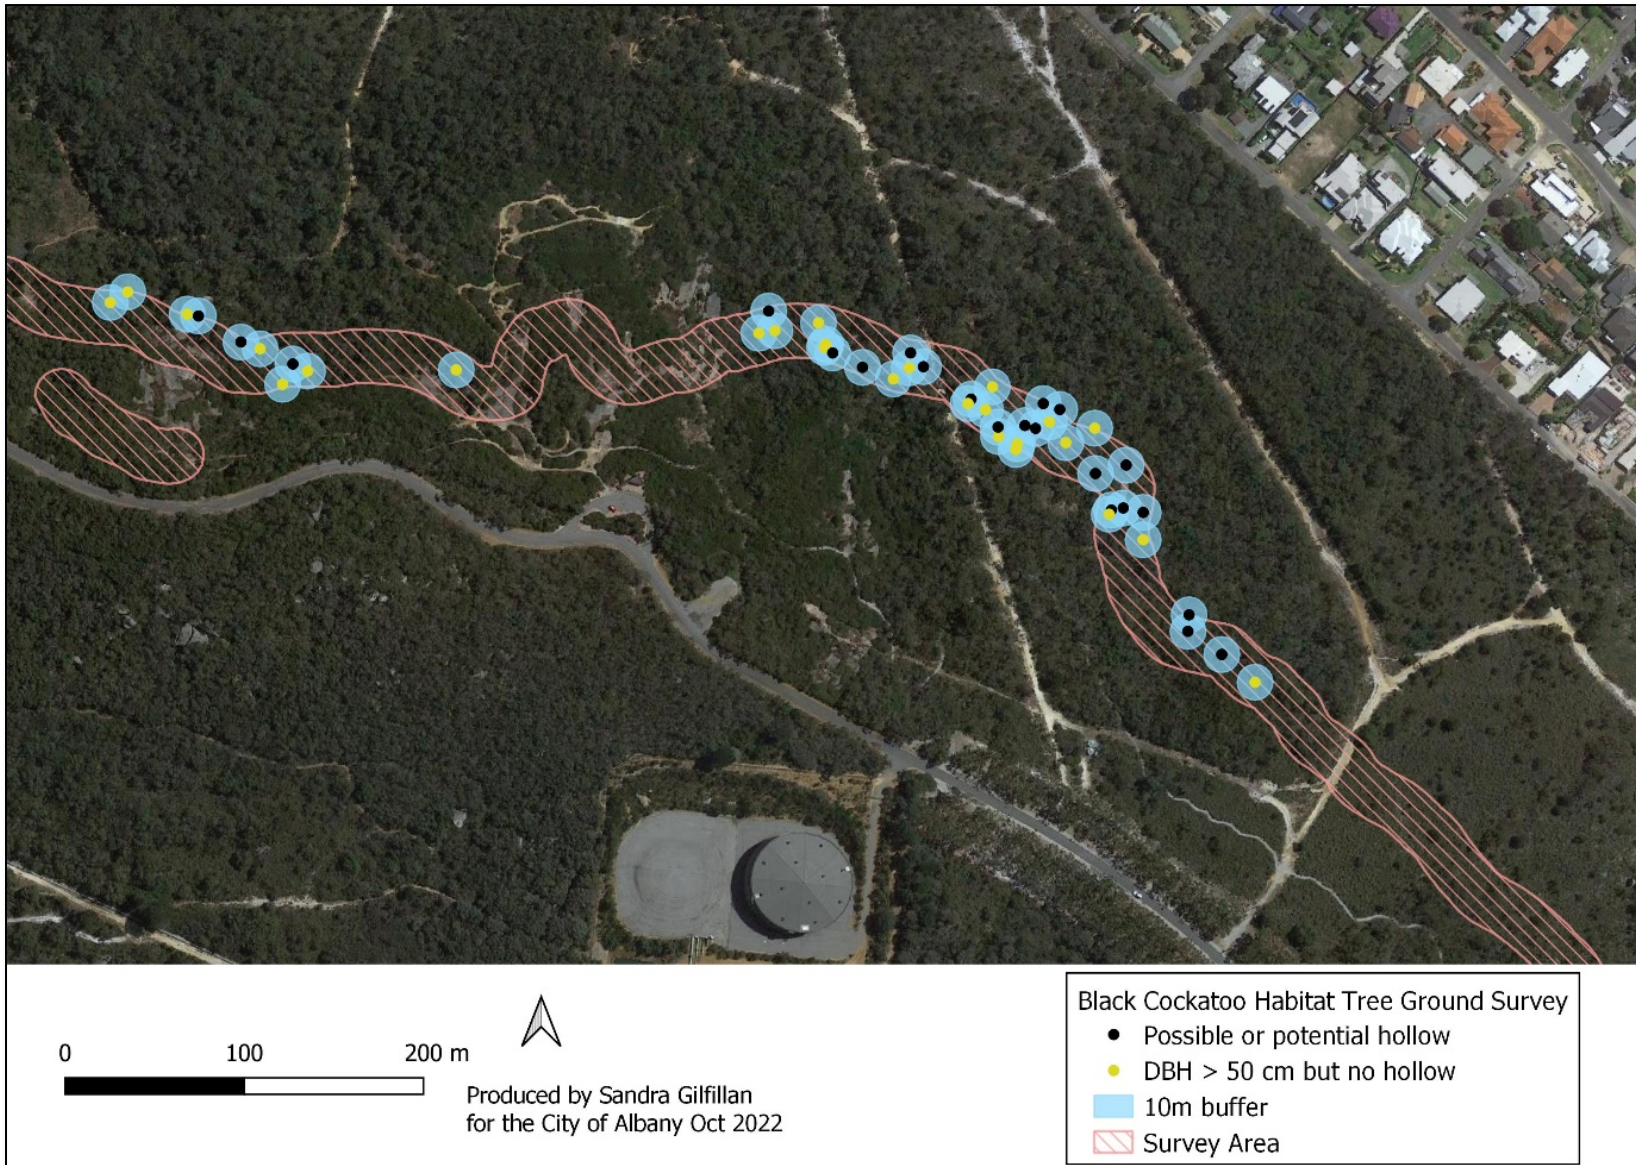 0 100 200 m
Produced by Sandra Gilfillan
for the City of Albany Oct 2022
Black Cockatoo Habitat Tree Ground Survey
Possible or potential hollow
DBH > 50 cm but no hollow
10m buffer
Survey Area